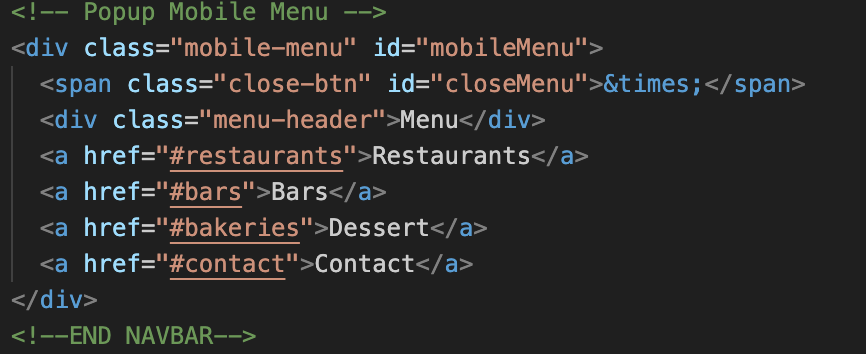 <!-- Popup Mobile Menu -->
<div class="mobile-menu" id="mobileMenu">
<span class="close-btn" id="closeMenu">&times;</span>
<div class="menu-header">Menu</div>
<a href="#restaurants">Restaurants</a>
<a href="#bars">Bars</a>
<a href="#bakeries">Dessert</a>
<a href="#contact">Contact</a>
</div>
<!--END NAVBAR-->